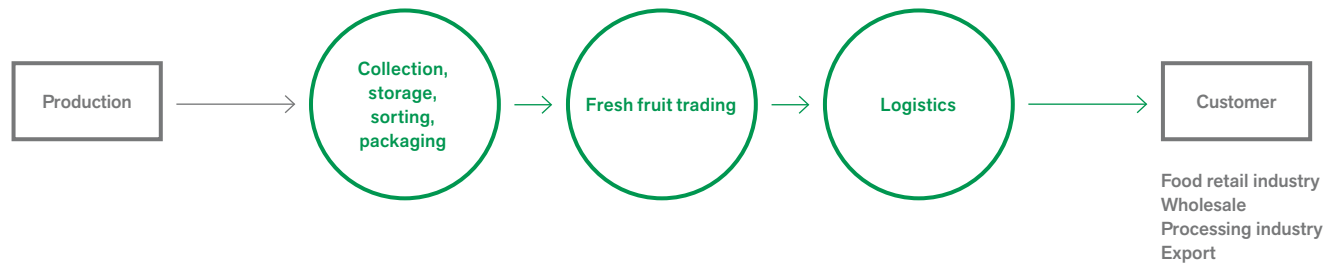 Production
Collection,
storage,
sorting,
packaging
Fresh fruit trading
Logistics
Customer
Food retail industry
Wholesale
Processing industry
Export